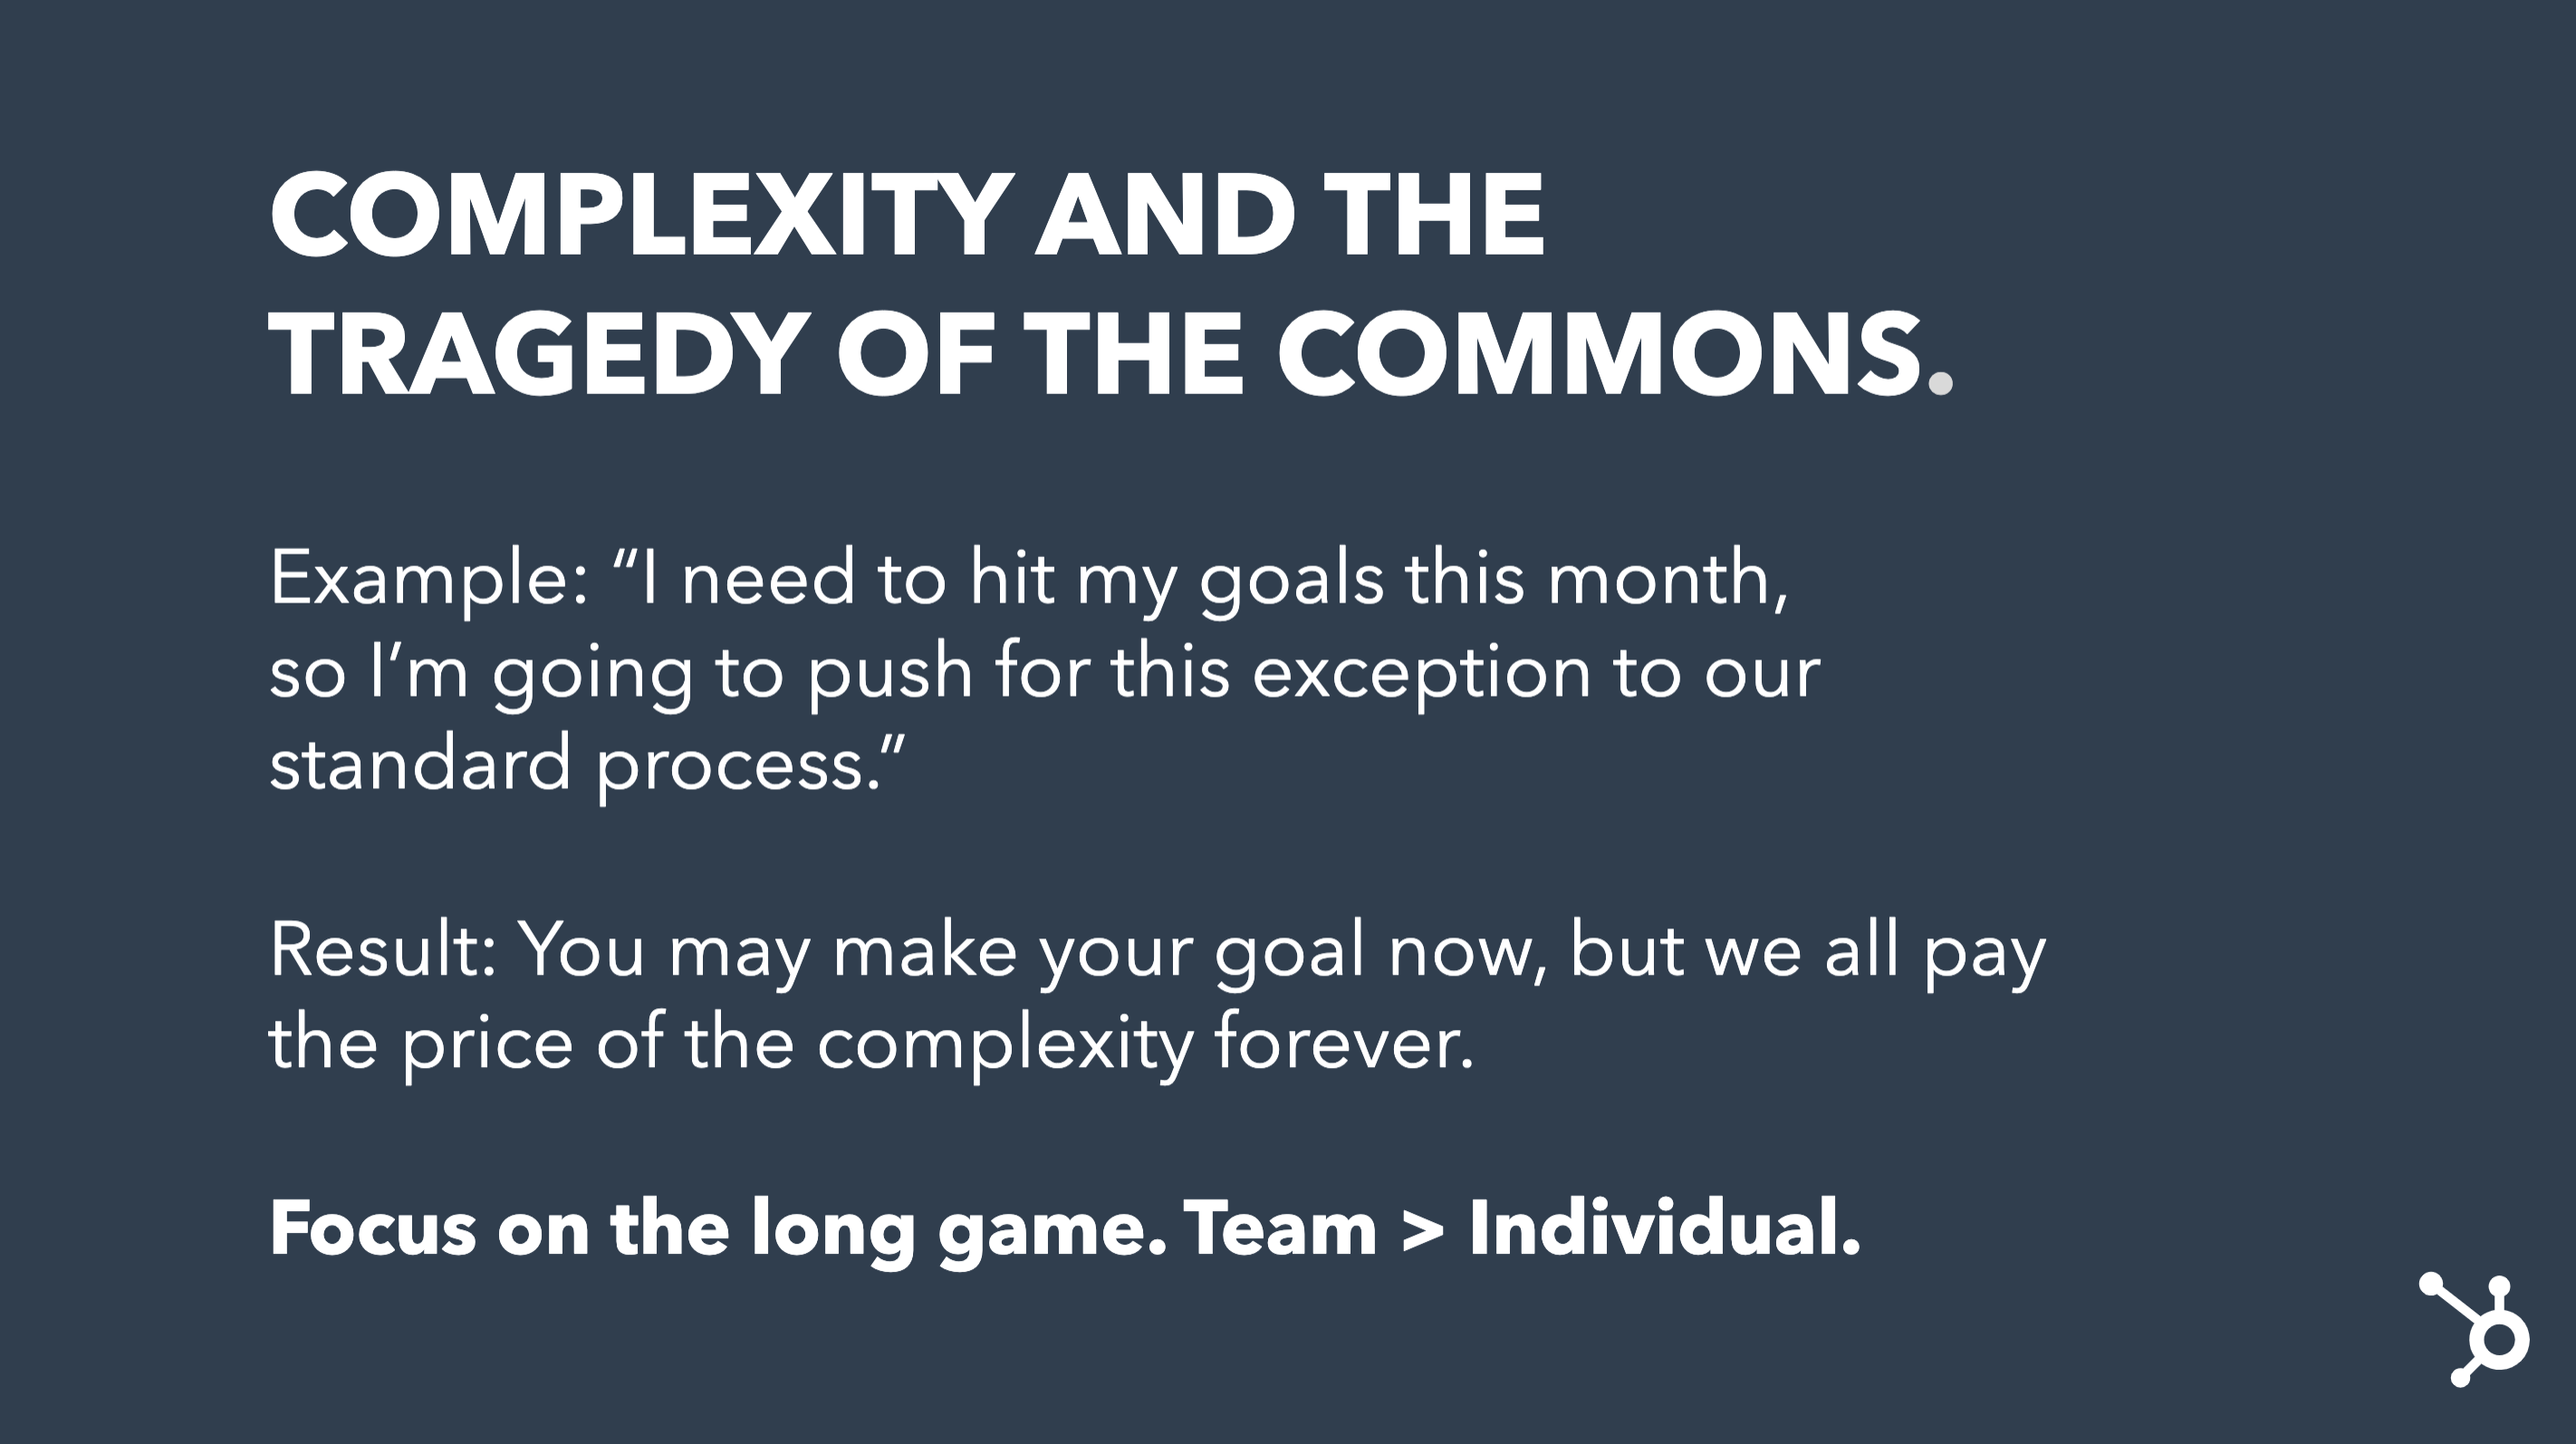 COMPLEXITY AND THE
TRAGEDY OF THE COMMONS.
Example: “I need to hit my goals this month,
so I’m going to push for this exception to our
standard process.”
Result: You may make your goal now, but we all pay
the price of the complexity forever.
Focus on the long game. Team > Individual.